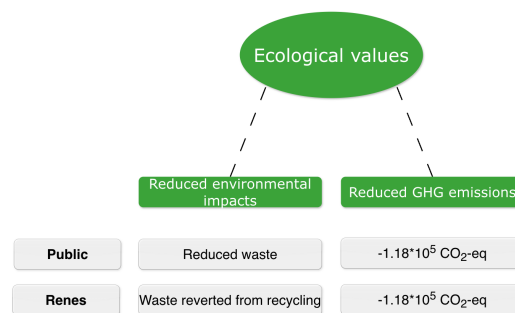 Ecological values
Reduced environmental
impacts
Reduced GHG emissions
Public
Reduced waste
-1.18*10⁵ CO₂-eq
Renes
Waste reverted from recycling
-1.18*10⁵ CO₂-eq